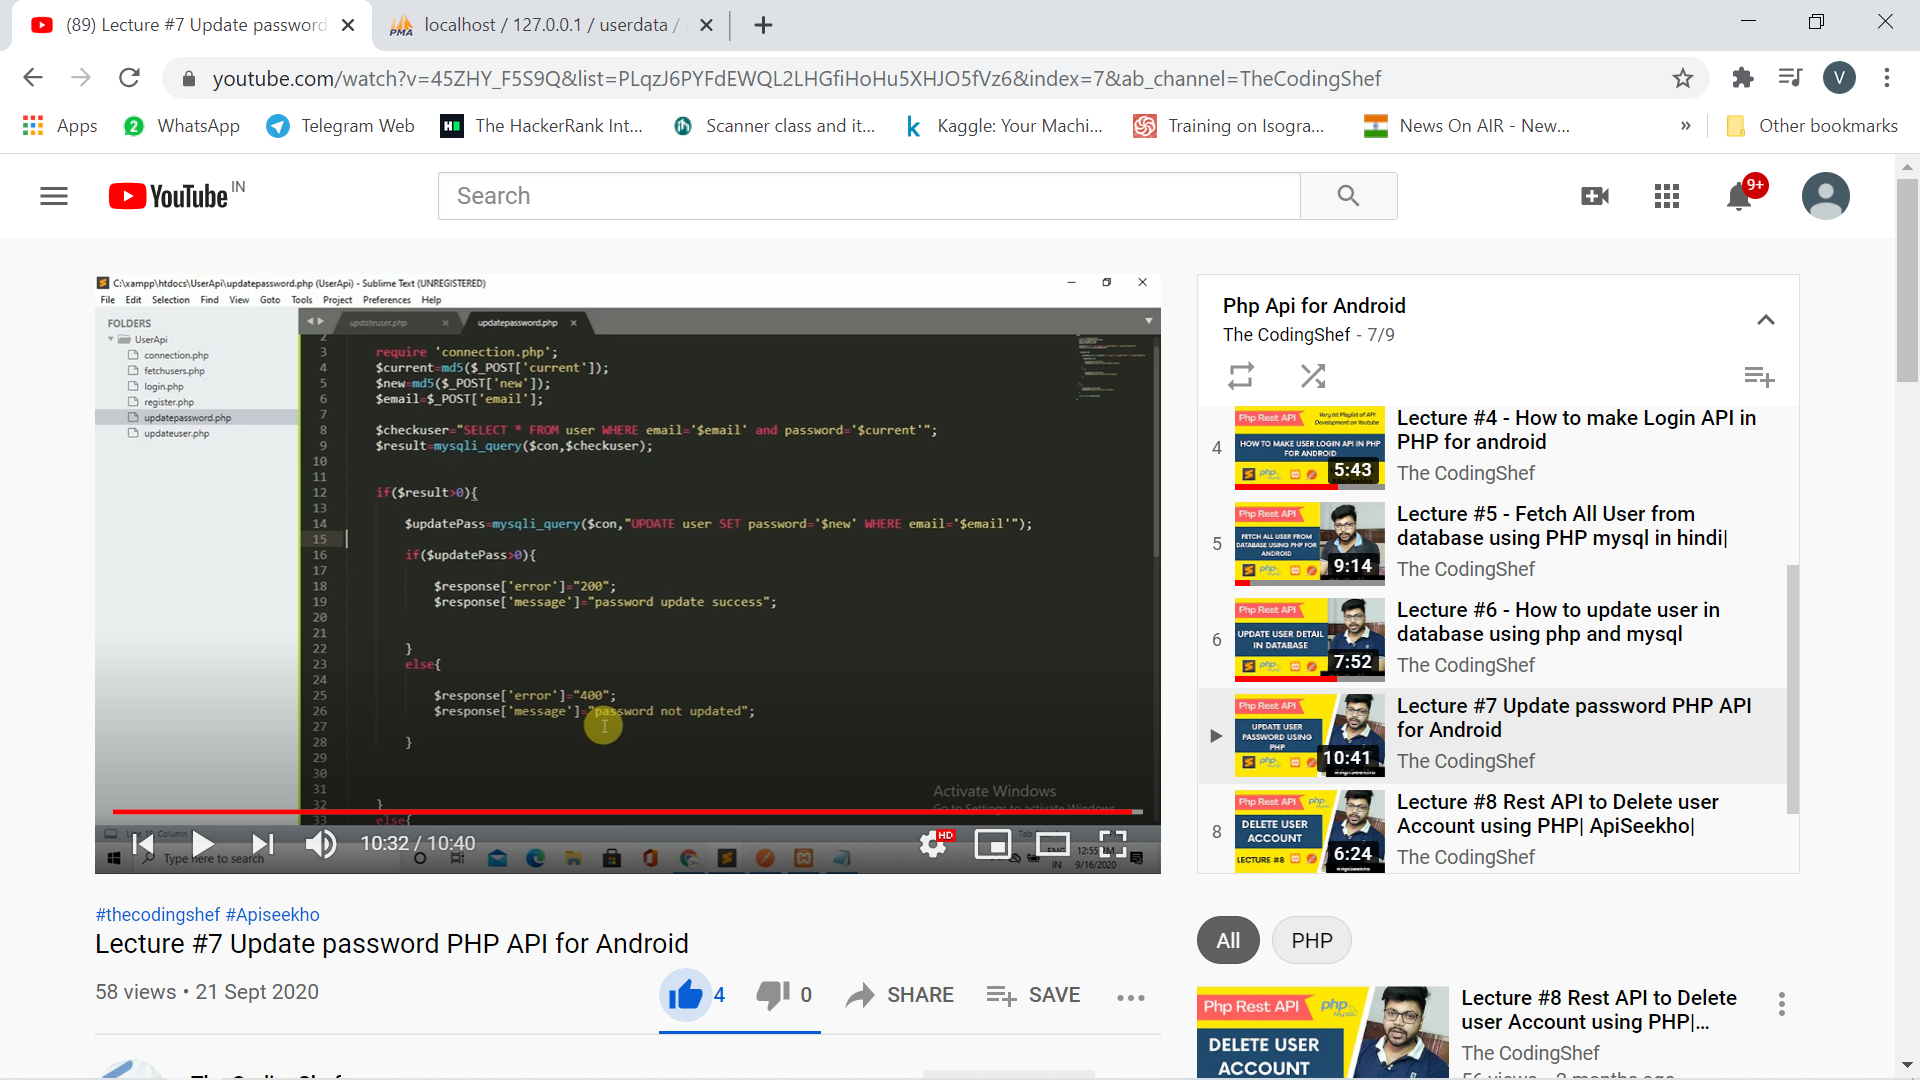 (89) Lecture #7 Update password
localhost / 127.0.0.1 / userdata /
youtube.com/watch?v=45ZHY_F5S9Q&list=PLqzJ6PYFdEWQL2LHGfiHoHu5XHJO5fVz6&index=7&ab_channel=TheCodingShef
V
Apps
WhatsApp
Telegram Web
The HackerRank Int...
Scanner class and it...
Kaggle: Your Machi...
Training on Isogra...
News On AIR - New...
»
Other bookmarks
YouTube IN
Search
9+
C:\xampp\htdocs\UserApi\updatepassword.php (UserApi) - Sublime Text (UNREGISTERED)
File Edit Selection Find View Goto Tools Project Preferences Help
FOLDERS
UserApi
connection.php
fetchusers.php
login.php
register.php
updatepassword.php
updateuser.php
updateuser.php
updatepassword.php
2
3 require 'connection.php';
4 $current=md5($_POST['current']);
5 $new=md5($_POST['new']);
6 $email=$_POST['email'];
7
8 $checkuser="SELECT * FROM user WHERE email='$email' and password='$current'";
9 $result=mysqli_query($con,$checkuser);
10
11
12 if($result>0){
13
14 $updatePass=mysqli_query($con,"UPDATE user SET password='$new' WHERE email='$email'");
15
16 if($updatePass>0){
17
18 $response['error']="200";
19 $response['message']="password update success";
20
21
22 }
23 else{
24
25 $response['error']="400";
26 $response['message']="password not updated";
27
28 }
29
30
31
32 }
33 else{
Activate Windows
Go to Settings to activate Windows.
10:32 / 10:40
HD
Type here to search
ENG
IN
9/16/2020
Php Api for Android
The CodingShef - 7/9
4
Php Rest API
HOW TO MAKE USER LOGIN API IN PHP
FOR ANDROID
5:43
Lecture #4 - How to make Login API in
PHP for android
The CodingShef
5
Php Rest API
FETCH ALL USER FROM
DATABASE USING PHP FOR
ANDROID
9:14
Lecture #5 - Fetch All User from
database using PHP mysql in hindi|
The CodingShef
6
Php Rest API
UPDATE USER DETAIL
IN DATABASE
7:52
Lecture #6 - How to update user in
database using php and mysql
The CodingShef
Php Rest API
UPDATE USER
PASSWORD USING
PHP
10:41
Lecture #7 Update password PHP API
for Android
The CodingShef
8
Php Rest API
DELETE USER
ACCOUNT
LECTURE #8
6:24
Lecture #8 Rest API to Delete user
Account using PHP| ApiSeekho|
The CodingShef
#thecodingshef #Apiseekho
Lecture #7 Update password PHP API for Android
58 views • 21 Sept 2020
4
0
SHARE
SAVE
All
PHP
Php Rest API
php
DELETE USER
ACCOUNT
Lecture #8 Rest API to Delete
user Account using PHP|...
The CodingShef